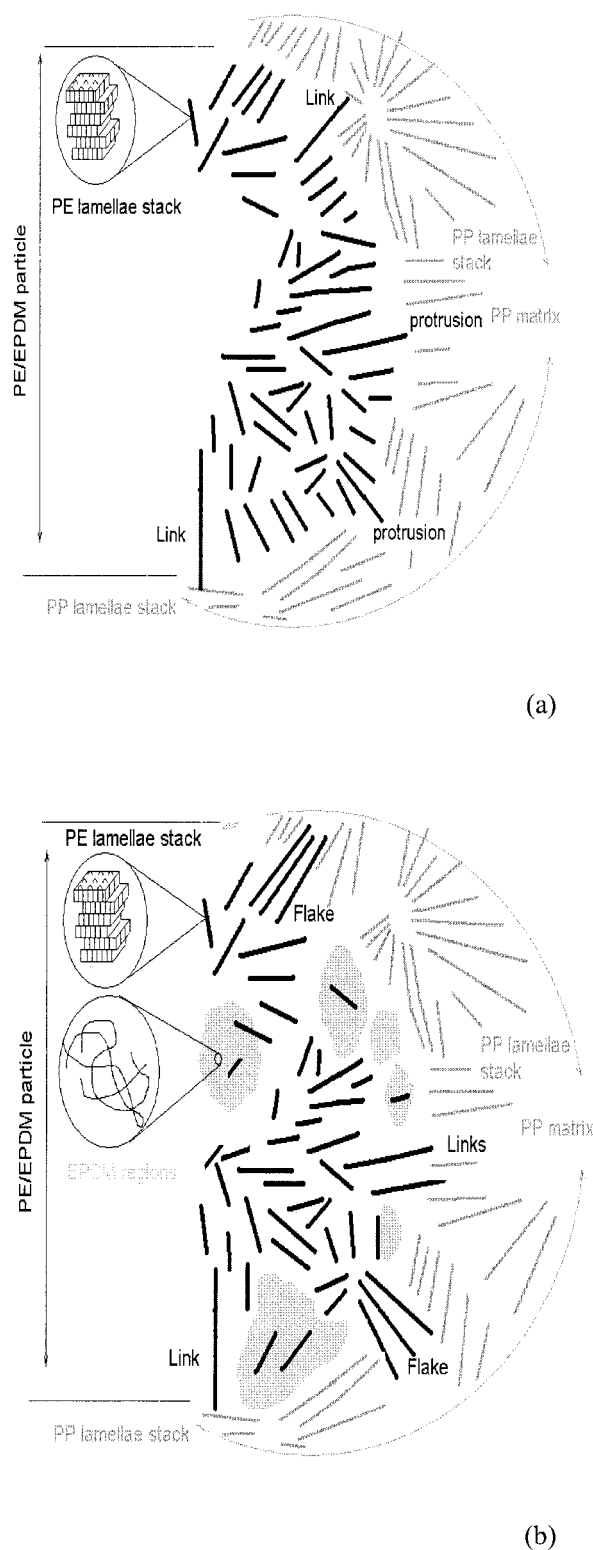 Link
PE lamellae stack
PE/EPDM particle
PP lamellae
stack
protrusion
PP matrix
Link
protrusion
PP lamellae stack
(a)
PE lamellae stack
Flake
PE/EPDM particle
PP lamellae
stack
PP matrix
Links
EPDM regions
Link
Flake
PP lamellae stack
(b)